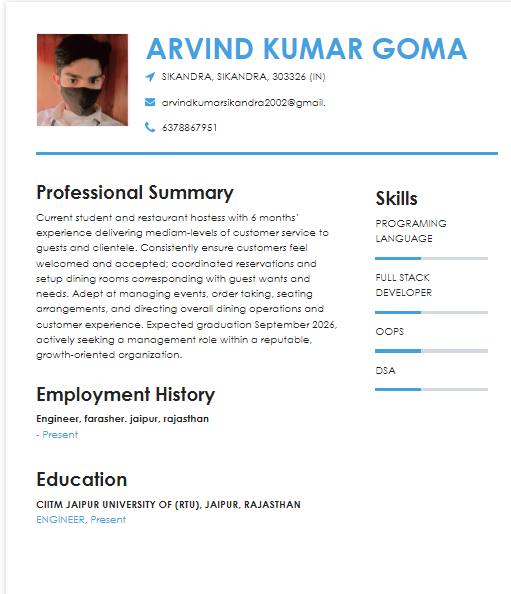 ARVIND KUMAR GOMA
SIKANDRA, SIKANDRA, 303326 (IN)
arvindkumarsikandra2002@gmail.
6378867951
Professional Summary
Current student and restaurant hostess with 6 months'
experience delivering mediam-levels of customer service to
guests and clientele. Consistently ensure customers feel
welcomed and accepted; coordinated reservations and
setup dining rooms corresponding with guest wants and
needs. Adept at managing events, order taking, seating
arrangements, and directing overall dining operations and
customer experience. Expected graduation September 2026,
actively seeking a management role within a reputable,
growth-oriented organization.
Employment History
Engineer, farasher. jaipur, rajasthan
- Present
Education
CIITM JAIPUR UNIVERSITY OF (RTU), JAIPUR, RAJASTHAN
ENGINEER, Present
Skills
PROGRAMING
LANGUAGE
FULL STACK
DEVELOPER
OOPS
DSA